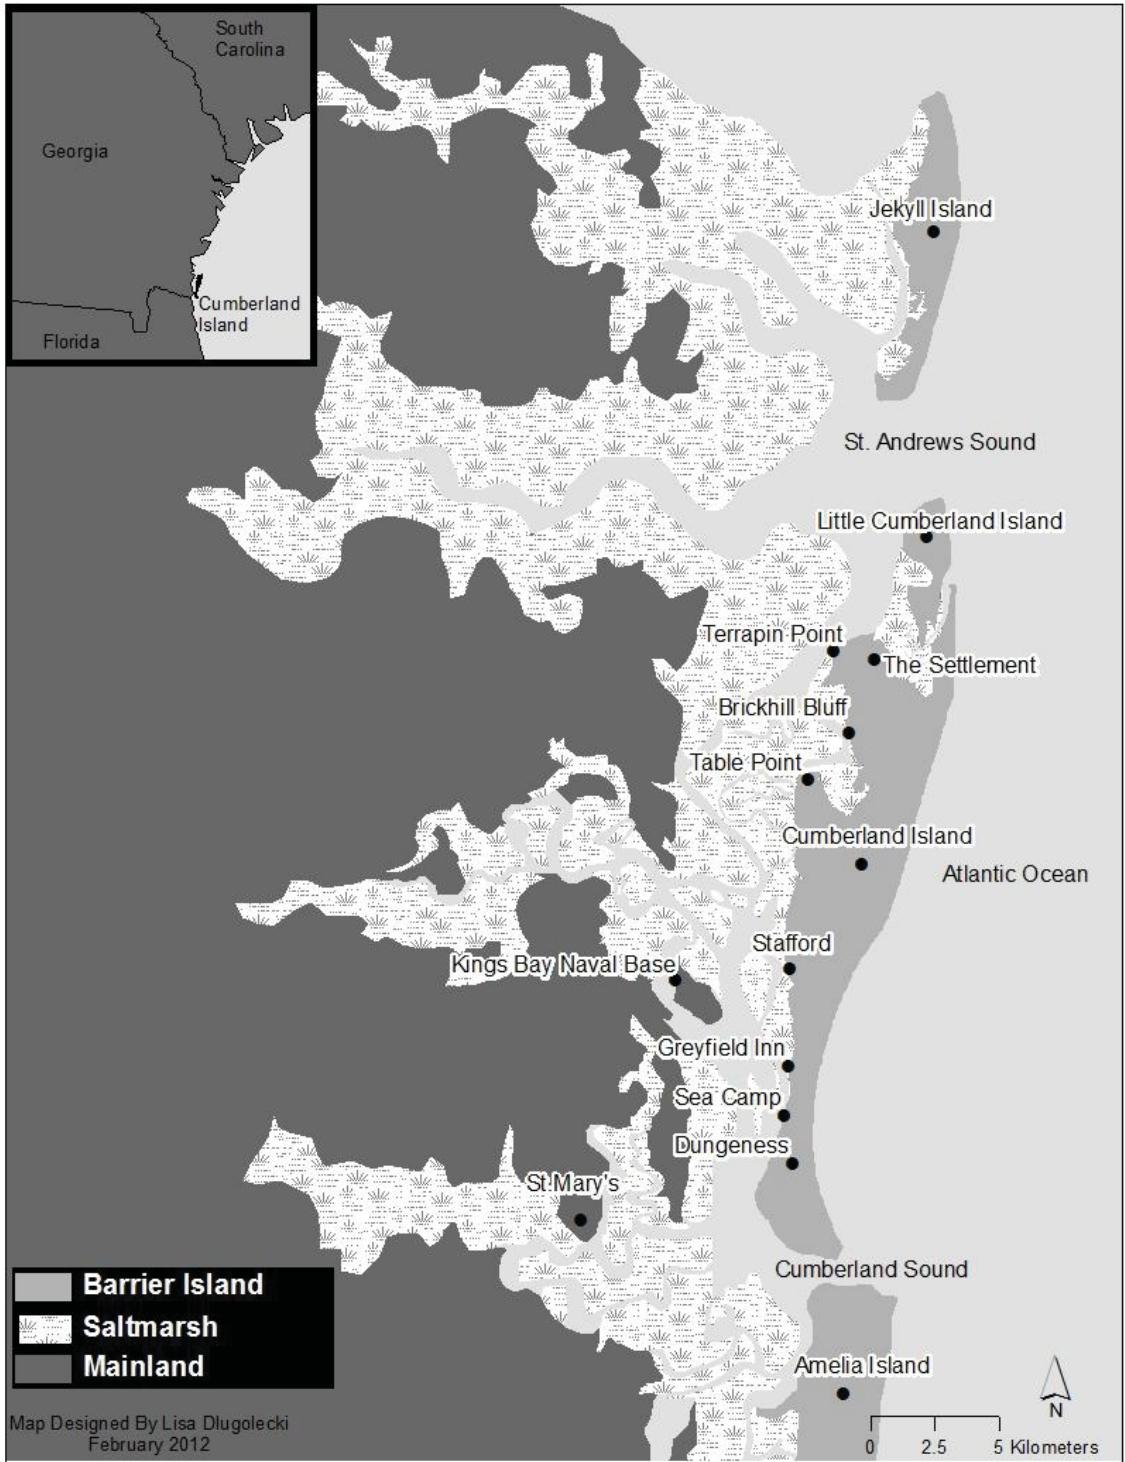 South
Carolina
Georgia
Cumberland
Island
Florida
Jekyll Island
St. Andrews Sound
Little Cumberland Island
Terrapin Point
The Settlement
Brickhill Bluff
Table Point
Cumberland Island
Atlantic Ocean
Stafford
Kings Bay Naval Base
Greyfield Inn
Sea Camp
Dungeness
St.Mary's
Cumberland Sound
Barrier Island
Saltmarsh
Mainland
Amelia Island
N
0 2.5 5 Kilometers
Map Designed By Lisa Dlugolecki
February 2012